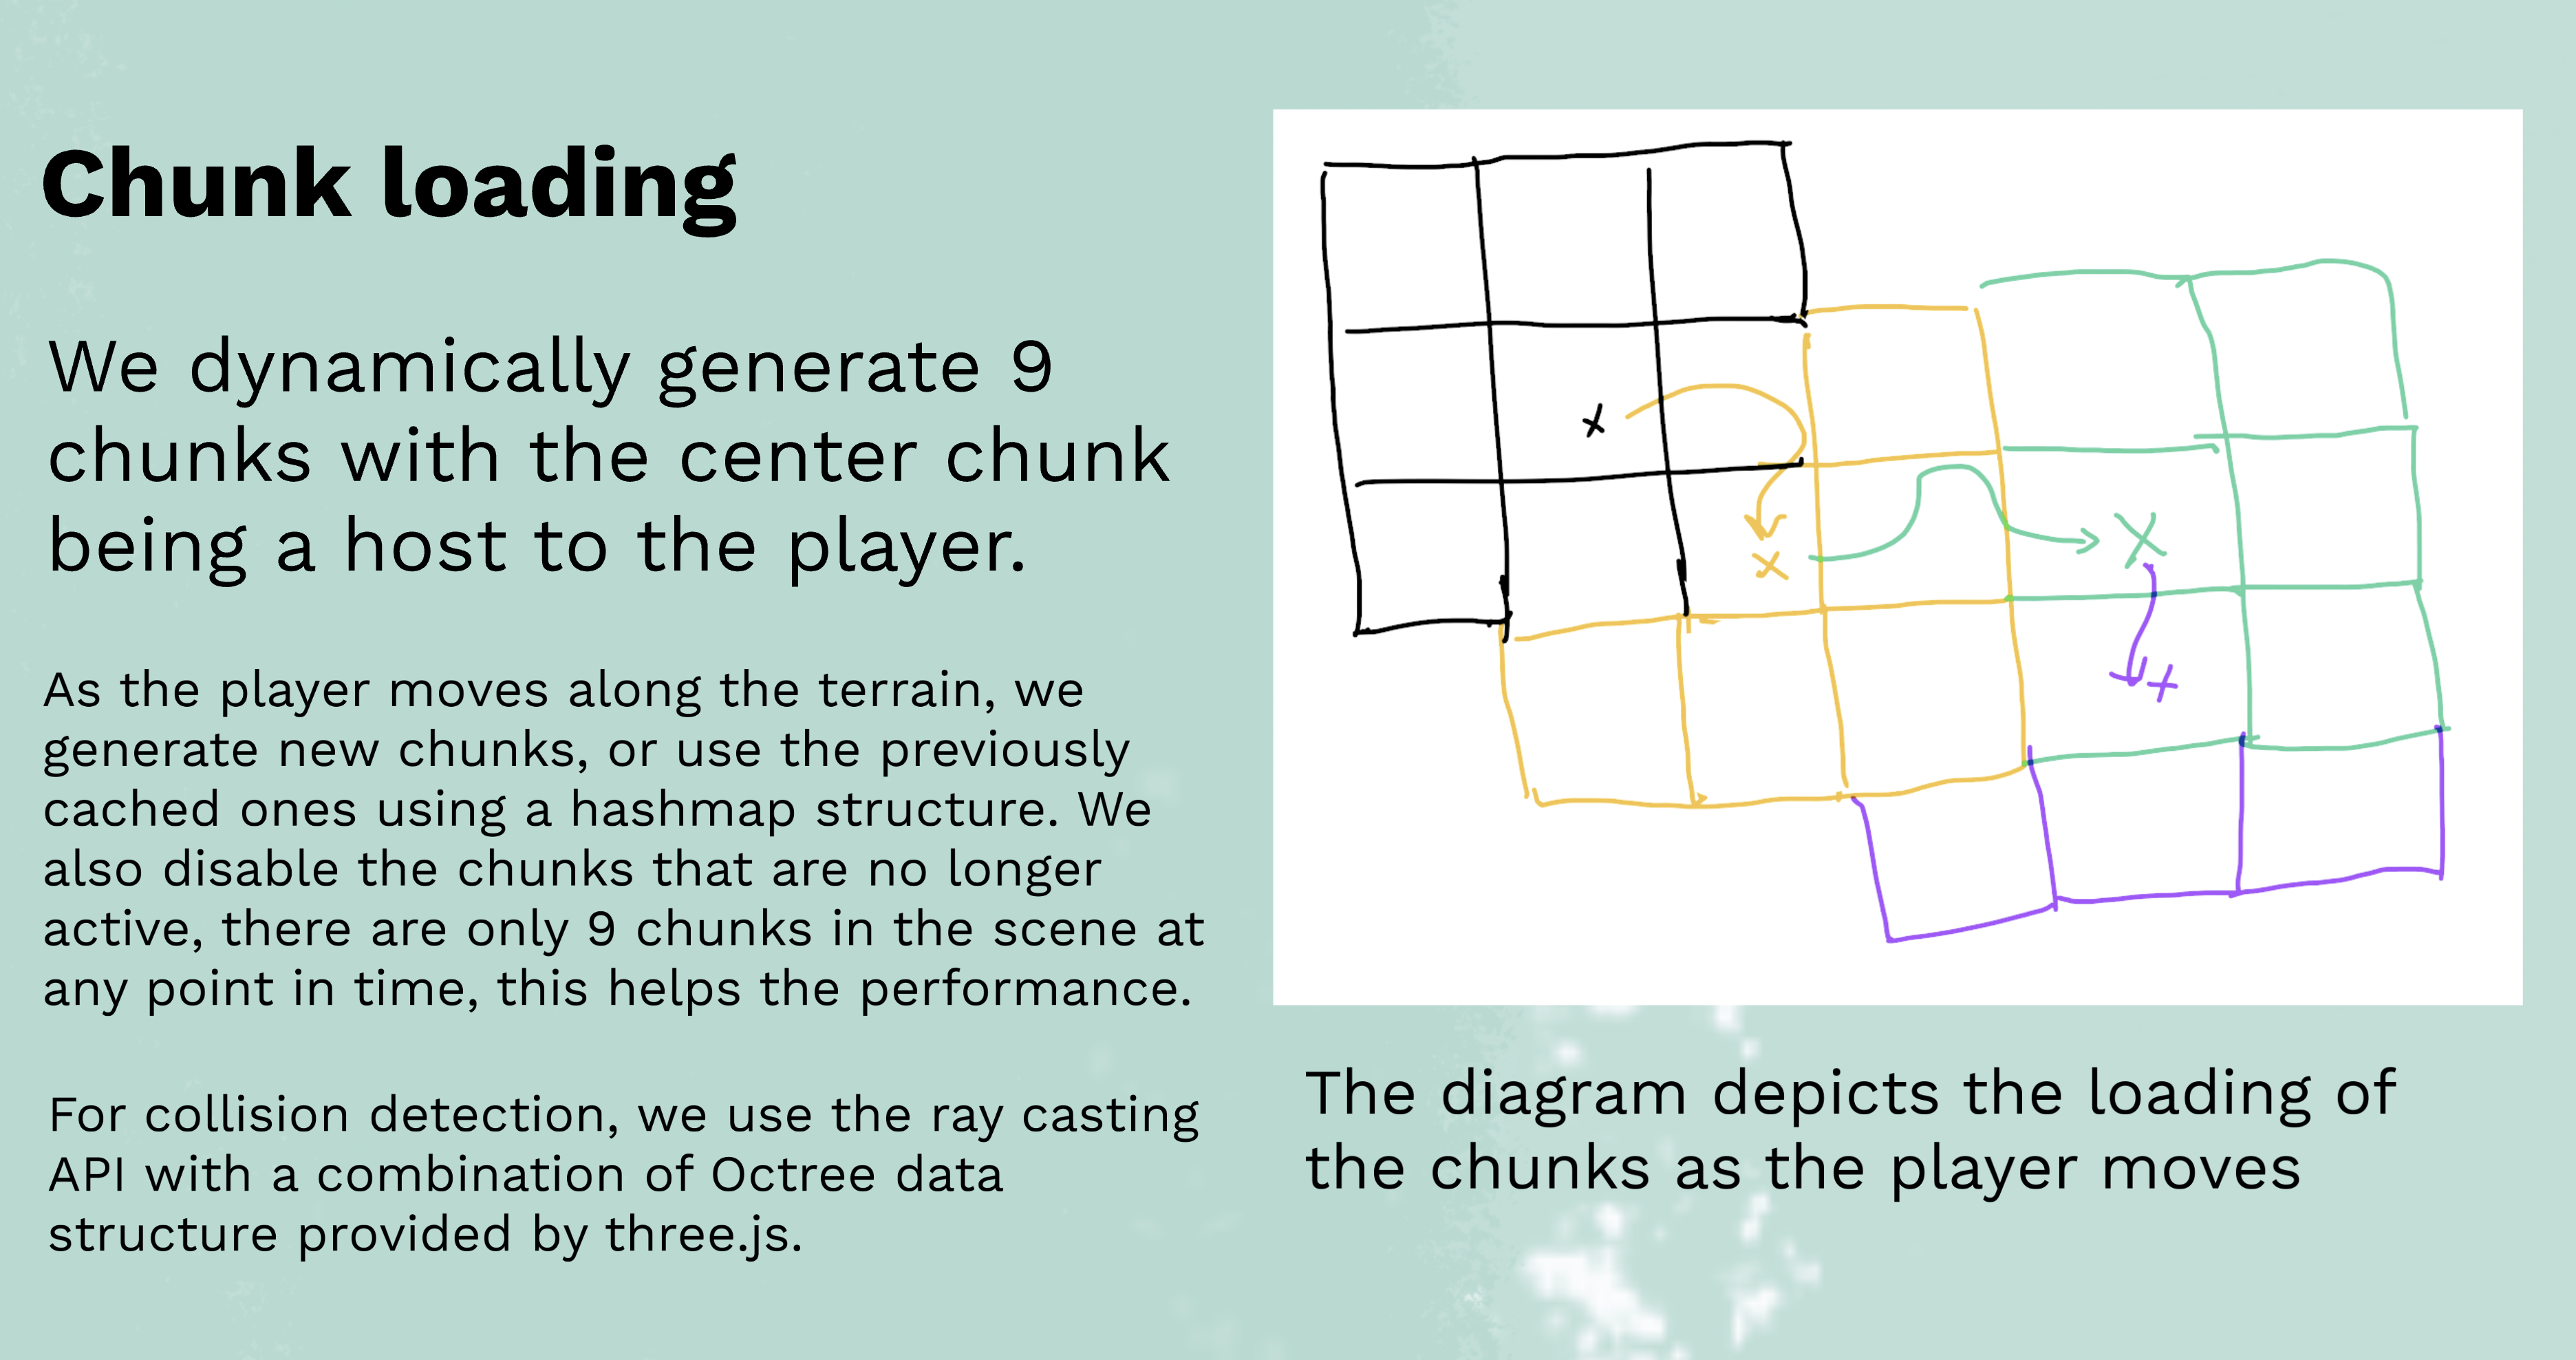 Chunk loading
We dynamically generate 9
chunks with the center chunk
being a host to the player.
As the player moves along the terrain, we
generate new chunks, or use the previously
cached ones using a hashmap structure. We
also disable the chunks that are no longer
active, there are only 9 chunks in the scene at
any point in time, this helps the performance.
For collision detection, we use the ray casting
API with a combination of Octree data
structure provided by three.js.
x
x
x
x
The diagram depicts the loading of
the chunks as the player moves